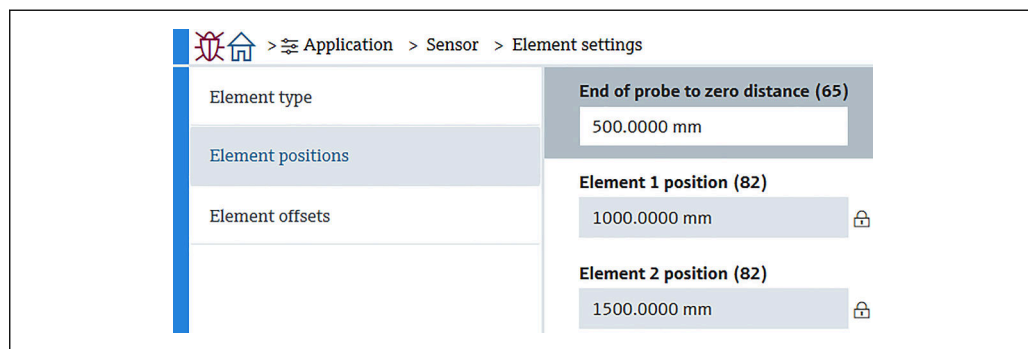 > Application > Sensor > Element settings
Element type
Element positions
Element offsets
End of probe to zero distance (65)
500.0000 mm
Element 1 position (82)
1000.0000 mm
Element 2 position (82)
1500.0000 mm